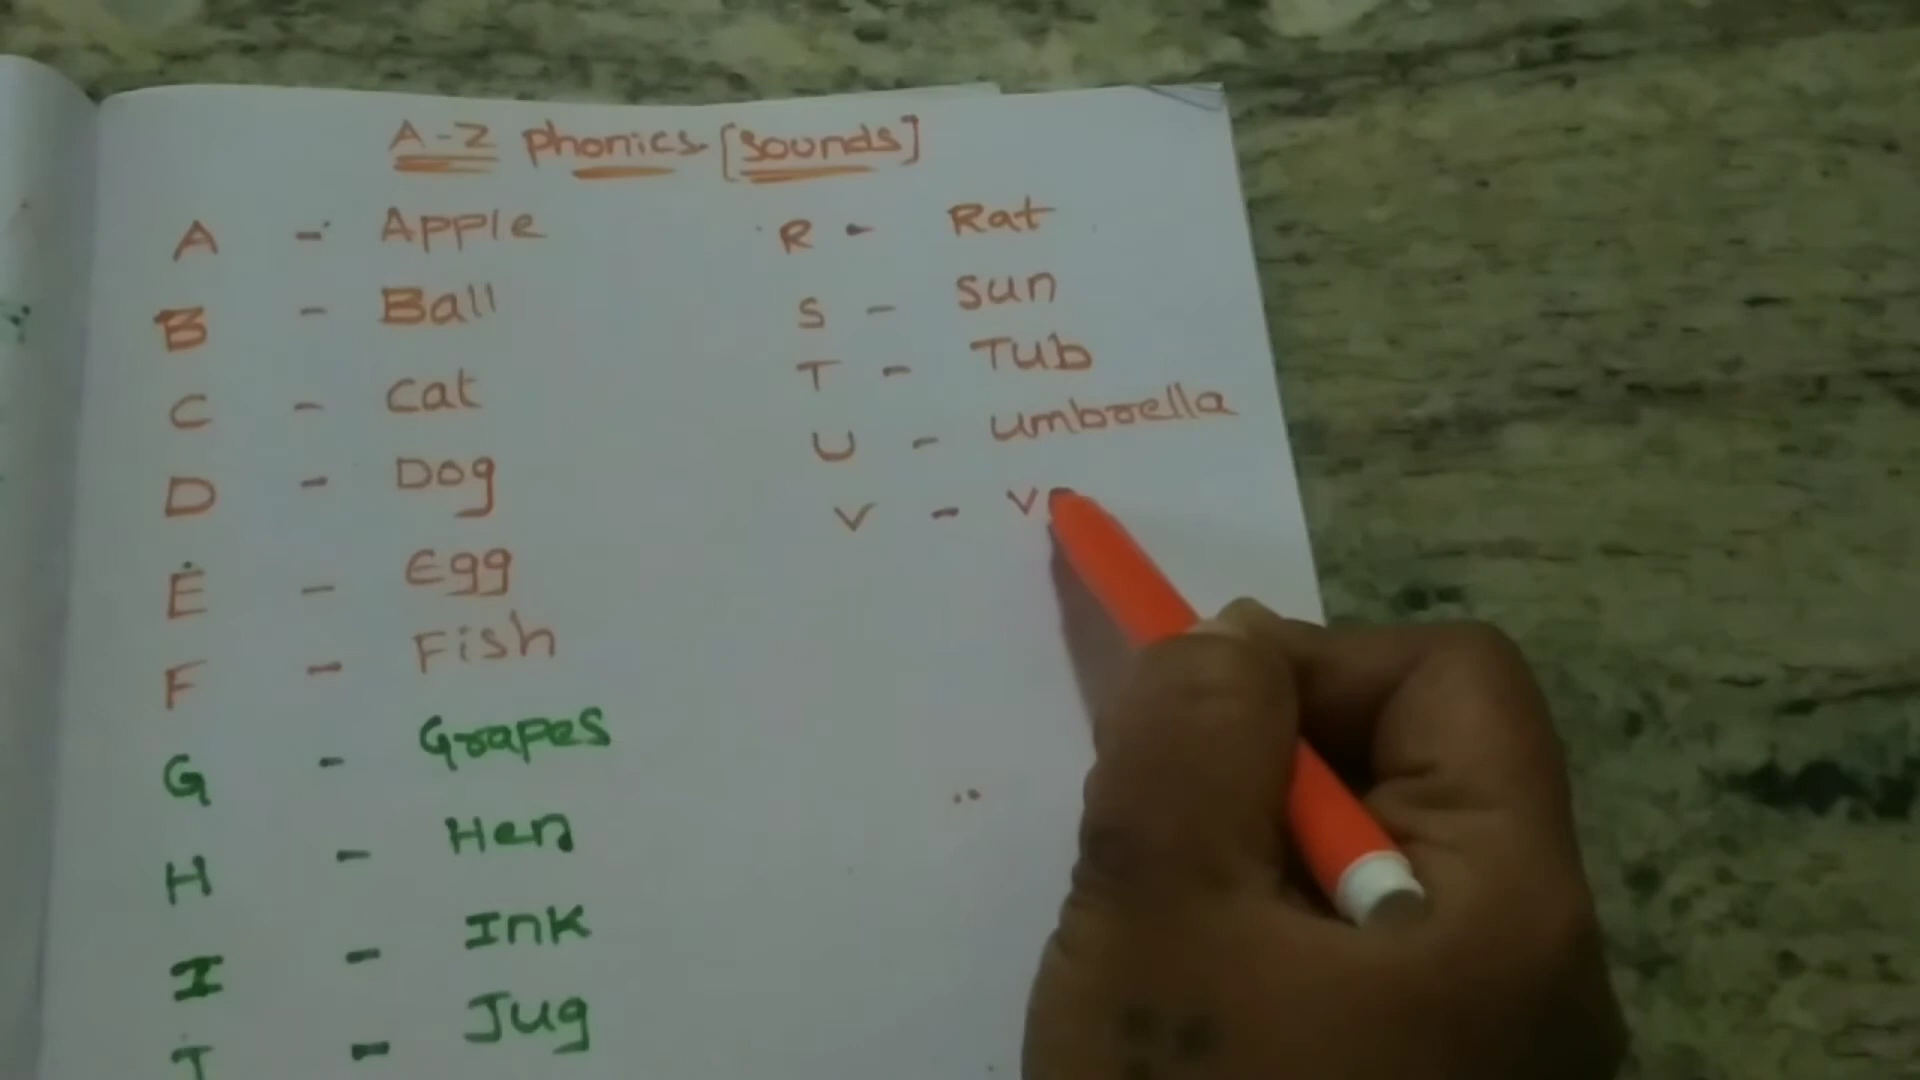 A-Z Phonics [Sounds]
A - Apple
B - Ball
C - Cat
D - Dog
E - Egg
F - Fish
G - Grapes
H - Hen
I - Ink
J - Jug
R - Rat
S - Sun
T - Tub
U - Umbrella
V - V